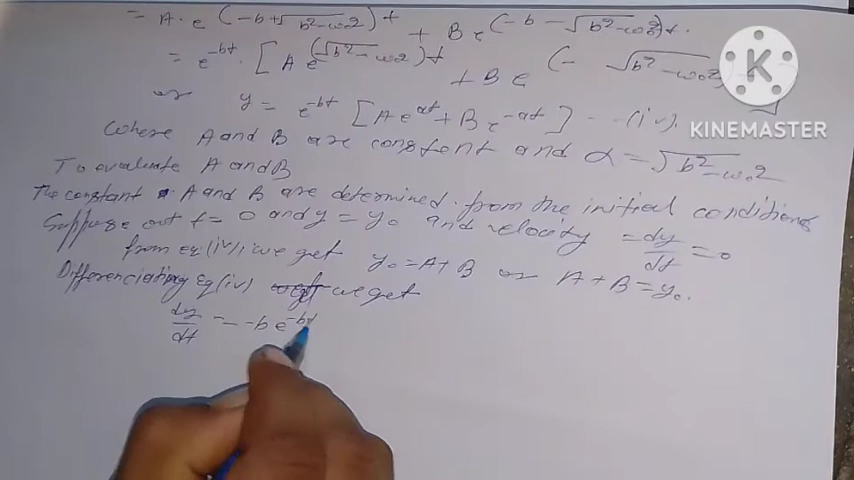 = A.e (-b+√b²-ω₀²)t + B e (-b-√b²-ω₀²)t.
= e^-bt . [A e^(√b²-ω₀²)t + B e (- √b²-ω₀²)
or y = e^-bt [A e^αt + B e^-αt] - - (iv).
K
KINEMASTER
Where A and B are constant and α = √b²-ω₀²
To evaluate A and B
The constant A and B are determined from the initial conditions
Suppose out t = 0 and y = y₀ and velocity = dy/dt = 0
from eq(iv), we get y₀ = A+B or A+B = y₀.
Differenciating Eq(iv) we get
dy/dt = -b e^-bt